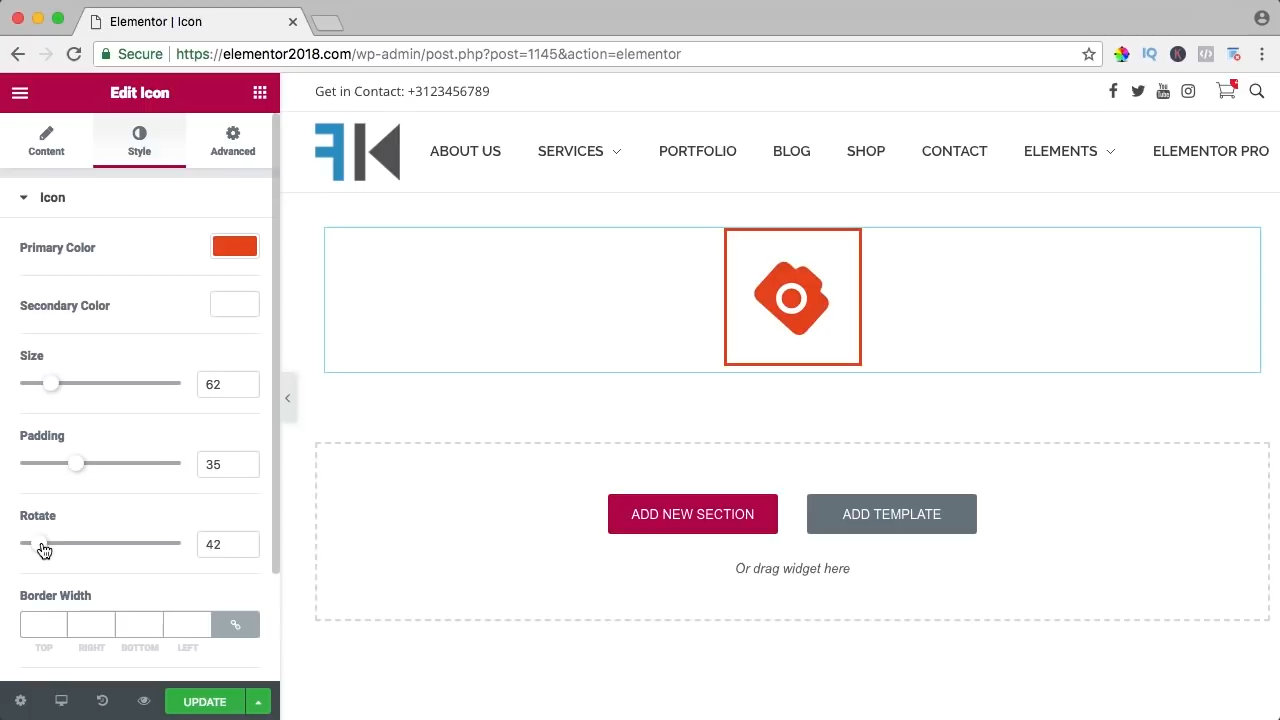 Elementor | Icon
Secure | https://elementor2018.com/wp-admin/post.php?post=1145&action=elementor
Edit Icon
Content
Style
Advanced
Icon
Primary Color
Secondary Color
Size
62
Padding
35
Rotate
42
Border Width
TOP RIGHT BOTTOM LEFT
UPDATE
Get in Contact: +3123456789
FK
ABOUT US SERVICES PORTFOLIO BLOG SHOP CONTACT ELEMENTS ELEMENTOR PRO
ADD NEW SECTION ADD TEMPLATE
Or drag widget here